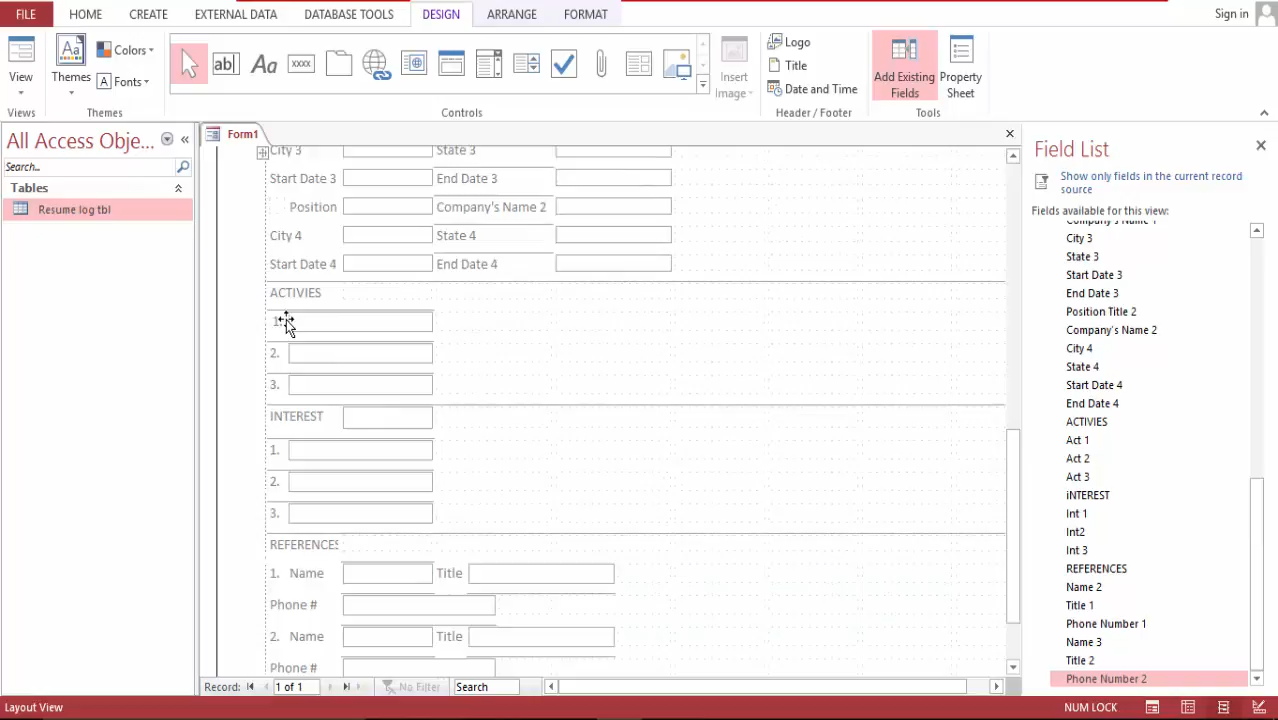 FILE HOME CREATE EXTERNAL DATA DATABASE TOOLS DESIGN ARRANGE FORMAT Sign in
View
Views
Themes
Colors
Fonts
Themes
ab|
Aa
xxxx
Controls
Insert
Image
Logo
Title
Date and Time
Header / Footer
Add Existing
Fields
Property
Sheet
Tools
All Access Obje...
Search...
Tables
Resume log tbl
Form1
City 3 State 3
Start Date 3 End Date 3
Position Company's Name 2
City 4 State 4
Start Date 4 End Date 4
ACTIVIES
1.
2.
3.
INTEREST
1.
2.
3.
REFERENCES
1. Name Title
Phone #
2. Name Title
Phone #
Record: 1 of 1 No Filter Search
Field List
Show only fields in the current record
source
Fields available for this view:
Company's Name 1
City 3
State 3
Start Date 3
End Date 3
Position Title 2
Company's Name 2
City 4
State 4
Start Date 4
End Date 4
ACTIVIES
Act 1
Act 2
Act 3
iNTEREST
Int 1
Int2
Int 3
REFERENCES
Name 2
Title 1
Phone Number 1
Name 3
Title 2
Phone Number 2
Layout View NUM LOCK